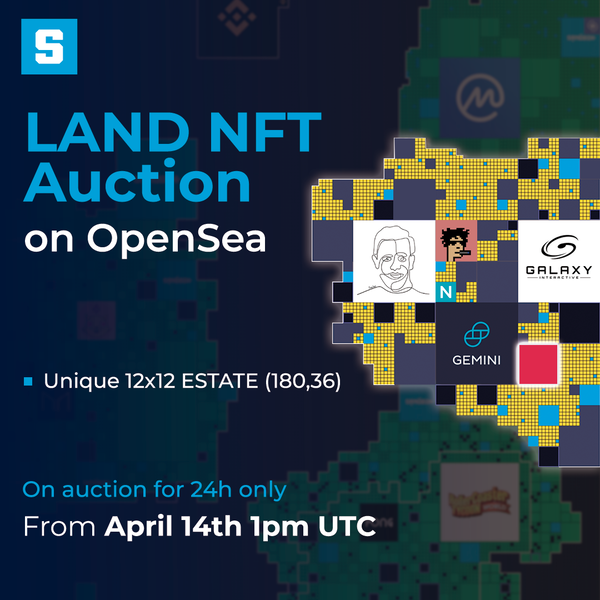 S
LAND NFT
Auction
on OpenSea
GALAXY
INTERACTIVE
N
GEMINI
Unique 12x12 ESTATE (180,36)
On auction for 24h only
From April 14th 1pm UTC